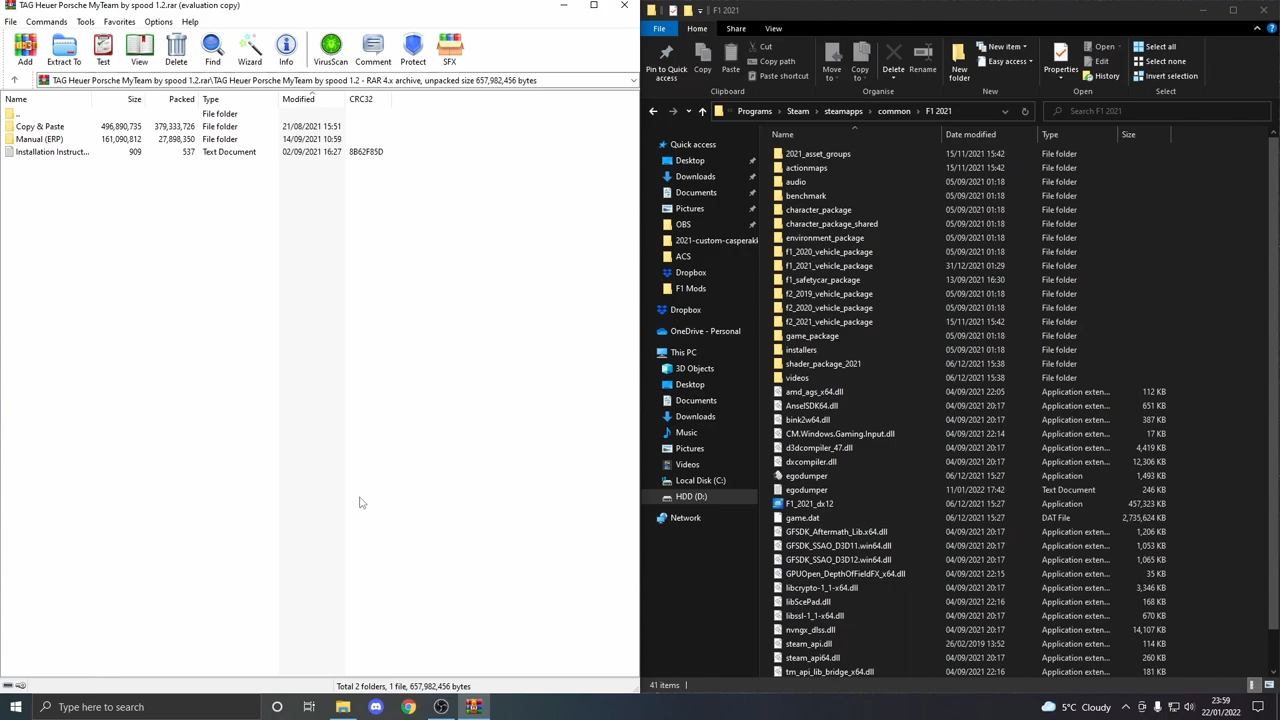 TAG Heuer Porsche MyTeam by spood 1.2.rar (evaluation copy)
File Commands Tools Favorites Options Help
Add Extract To Test View Delete Find Wizard Info VirusScan Comment Protect SFX
TAG Heuer Porsche MyTeam by spood 1.2.rar\TAG Heuer Porsche MyTeam by spood 1.2 - RAR 4.x archive, unpacked size 657,982,456 bytes
Name Size Packed Type Modified CRC32
.. File folder
Copy & Paste 496,890,735 379,333,726 File folder 21/08/2021 15:51
Manual (ERP) 161,090,812 27,898,350 File folder 14/09/2021 10:59
Installation Instruct... 909 537 Text Document 02/09/2021 16:27 8B62F85D
Total 2 folders, 1 file, 657,982,456 bytes
F1 2021
File Home Share View
Pin to Quick access
Copy
Paste
Cut
Copy path
Paste shortcut
Clipboard
Move to
Copy to
Delete
Rename
Organise
New folder
New item
Easy access
New
Properties
Open
Edit
History
Open
Select all
Select none
Invert selection
Select
Programs Steam steamapps common F1 2021
Search F1 2021
Quick access
Desktop
Downloads
Documents
Pictures
OBS
2021-custom-casperakk
ACS
Dropbox
F1 Mods
Dropbox
OneDrive - Personal
This PC
3D Objects
Desktop
Documents
Downloads
Music
Pictures
Videos
Local Disk (C:)
HDD (D:)
Network
Name Date modified Type Size
2021_asset_groups 15/11/2021 15:42 File folder
actionmaps 15/11/2021 15:42 File folder
audio 05/09/2021 01:18 File folder
benchmark 05/09/2021 01:18 File folder
character_package 05/09/2021 01:18 File folder
character_package_shared 05/09/2021 01:18 File folder
environment_package 05/09/2021 01:18 File folder
f1_2020_vehicle_package 05/09/2021 01:18 File folder
f1_2021_vehicle_package 31/12/2021 01:29 File folder
f1_safetycar_package 13/09/2021 16:30 File folder
f2_2019_vehicle_package 05/09/2021 01:18 File folder
f2_2020_vehicle_package 05/09/2021 01:18 File folder
f2_2021_vehicle_package 15/11/2021 15:42 File folder
game_package 05/09/2021 01:18 File folder
installers 05/09/2021 01:18 File folder
shader_package_2021 06/12/2021 15:38 File folder
videos 06/12/2021 15:38 File folder
amd_ags_x64.dll 04/09/2021 22:05 Application exten... 112 KB
AnselSDK64.dll 04/09/2021 20:17 Application exten... 651 KB
bink2w64.dll 04/09/2021 20:17 Application exten... 387 KB
CM.Windows.Gaming.Input.dll 04/09/2021 22:14 Application exten... 17 KB
d3dcompiler_47.dll 04/09/2021 20:17 Application exten... 4,419 KB
dxcompiler.dll 04/09/2021 20:17 Application exten... 12,306 KB
egodumper 06/12/2021 15:27 Application 1,493 KB
egodumper 11/01/2022 17:42 Text Document 246 KB
F1_2021_dx12 06/12/2021 15:27 Application 457,323 KB
game.dat 06/12/2021 15:27 DAT File 2,735,624 KB
GFSDK_Aftermath_Lib.x64.dll 04/09/2021 20:17 Application exten... 1,206 KB
GFSDK_SSAO_D3D11.win64.dll 04/09/2021 20:17 Application exten... 1,053 KB
GFSDK_SSAO_D3D12.win64.dll 04/09/2021 20:17 Application exten... 1,065 KB
GPUOpen_DepthOfFieldFX_x64.dll 04/09/2021 22:15 Application exten... 35 KB
libcrypto-1_1-x64.dll 04/09/2021 20:17 Application exten... 3,346 KB
libScePad.dll 04/09/2021 22:16 Application exten... 168 KB
libssl-1_1-x64.dll 04/09/2021 20:17 Application exten... 670 KB
nvngx_dlss.dll 04/09/2021 20:17 Application exten... 14,107 KB
steam_api.dll 26/02/2019 13:52 Application exten... 114 KB
steam_api64.dll 04/09/2021 20:17 Application exten... 260 KB
tm_api_lib_bridge_x64.dll 04/09/2021 22:16 Application exten... 181 KB
41 items
Type here to search
5°C Cloudy
23:59
22/01/2022